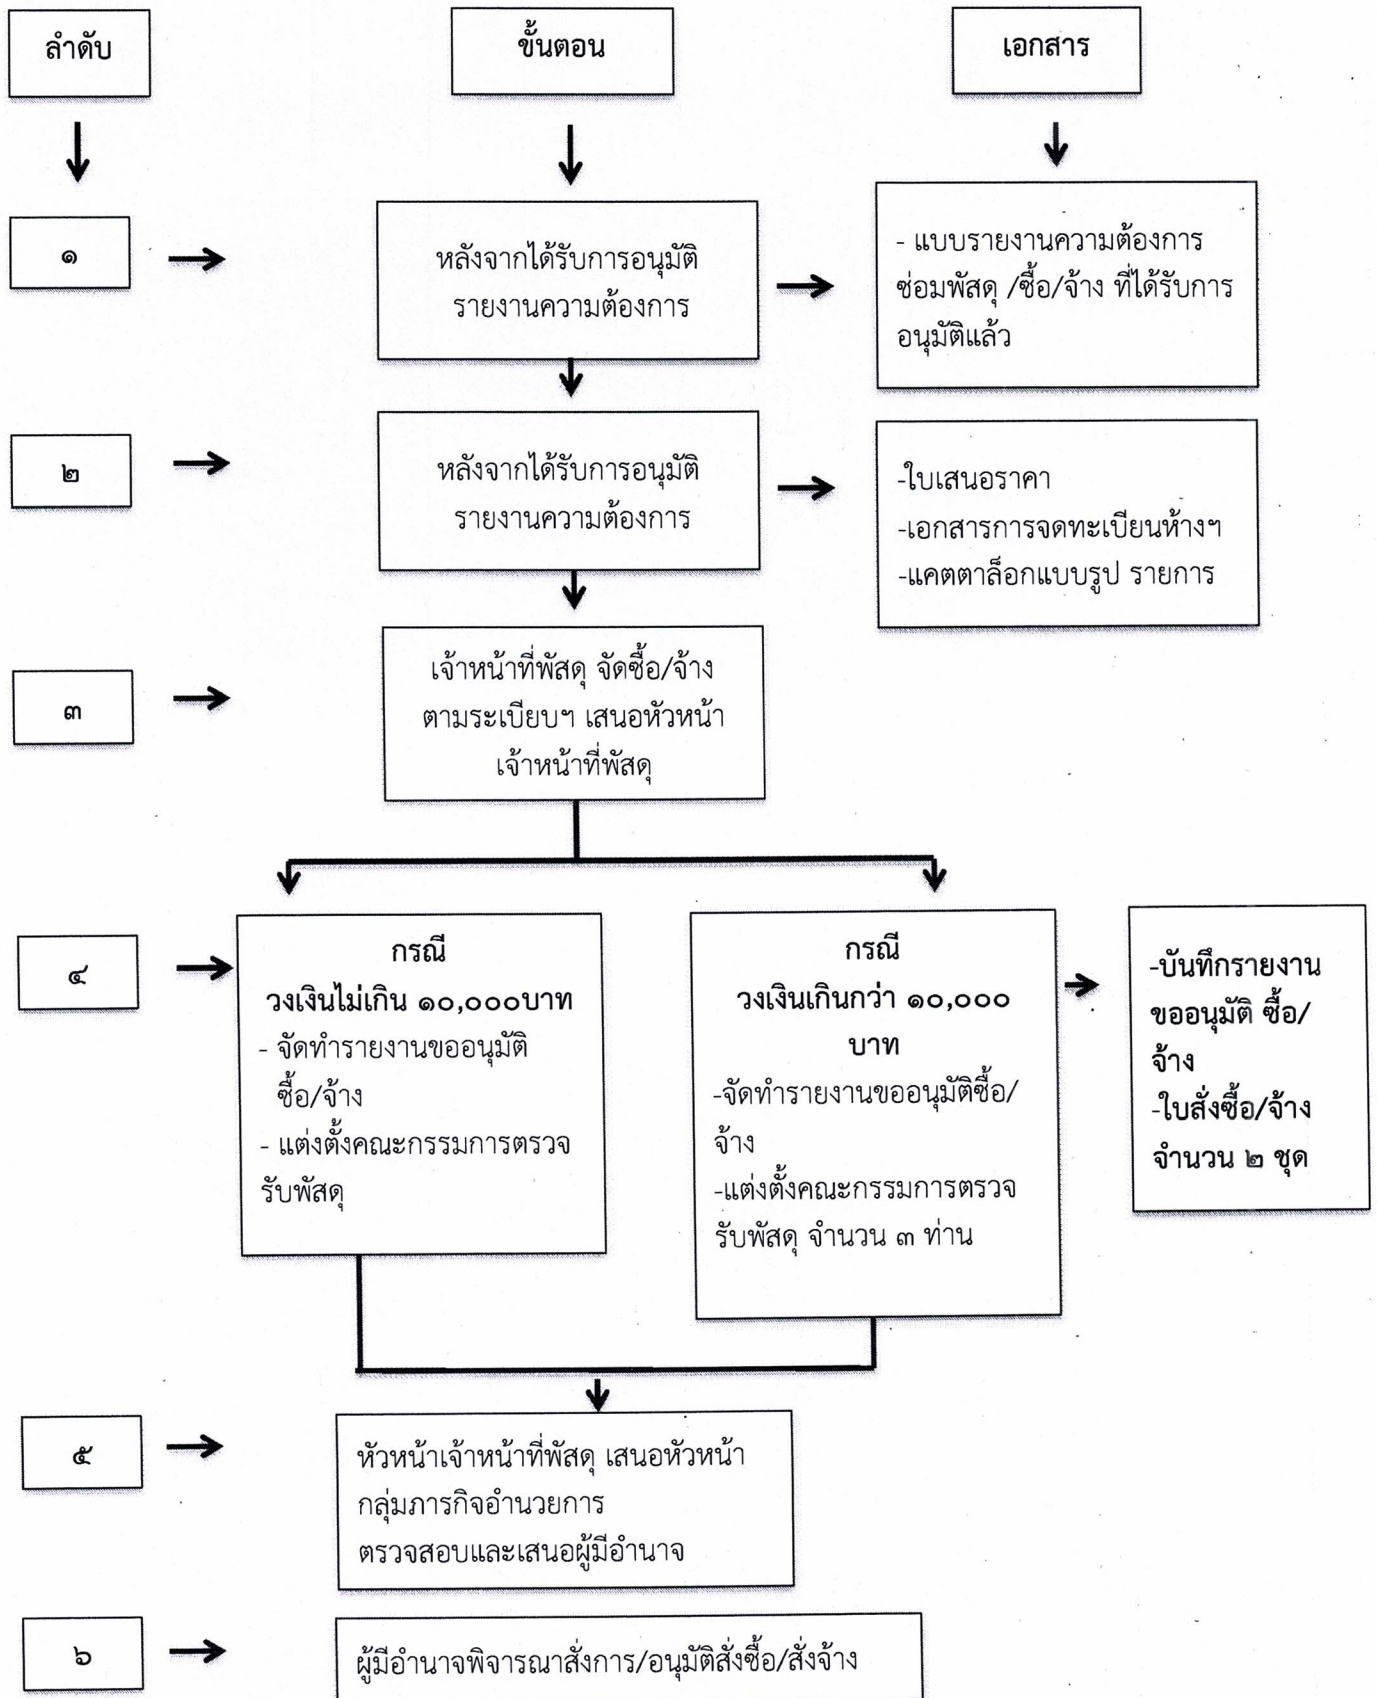 ลำดับ
ขั้นตอน
เอกสาร
๑
หลังจากได้รับการอนุมัติ
รายงานความต้องการ
- แบบรายงานความต้องการ
ซ่อมพัสดุ /ซื้อ/จ้าง ที่ได้รับการ
อนุมัติแล้ว
๒
หลังจากได้รับการอนุมัติ
รายงานความต้องการ
-ใบเสนอราคา
-เอกสารการจดทะเบียนห้างฯ
-แคตตาล็อกแบบรูป รายการ
๓
เจ้าหน้าที่พัสดุ จัดซื้อ/จ้าง
ตามระเบียบฯ เสนอหัวหน้า
เจ้าหน้าที่พัสดุ
๔
กรณี
วงเงินไม่เกิน ๑๐,๐๐๐บาท
- จัดทำรายงานขออนุมัติ
ซื้อ/จ้าง
- แต่งตั้งคณะกรรมการตรวจ
รับพัสดุ
กรณี
วงเงินเกินกว่า ๑๐,๐๐๐
บาท
-จัดทำรายงานขออนุมัติซื้อ/
จ้าง
-แต่งตั้งคณะกรรมการตรวจ
รับพัสดุ จำนวน ๓ ท่าน
-บันทึกรายงาน
ขออนุมัติ ซื้อ/
จ้าง
-ใบสั่งซื้อ/จ้าง
จำนวน ๒ ชุด
๕
หัวหน้าเจ้าหน้าที่พัสดุ เสนอหัวหน้า
กลุ่มภารกิจอำนวยการ
ตรวจสอบและเสนอผู้มีอำนาจ
๖
ผู้มีอำนาจพิจารณาสั่งการ/อนุมัติสั่งซื้อ/สั่งจ้าง